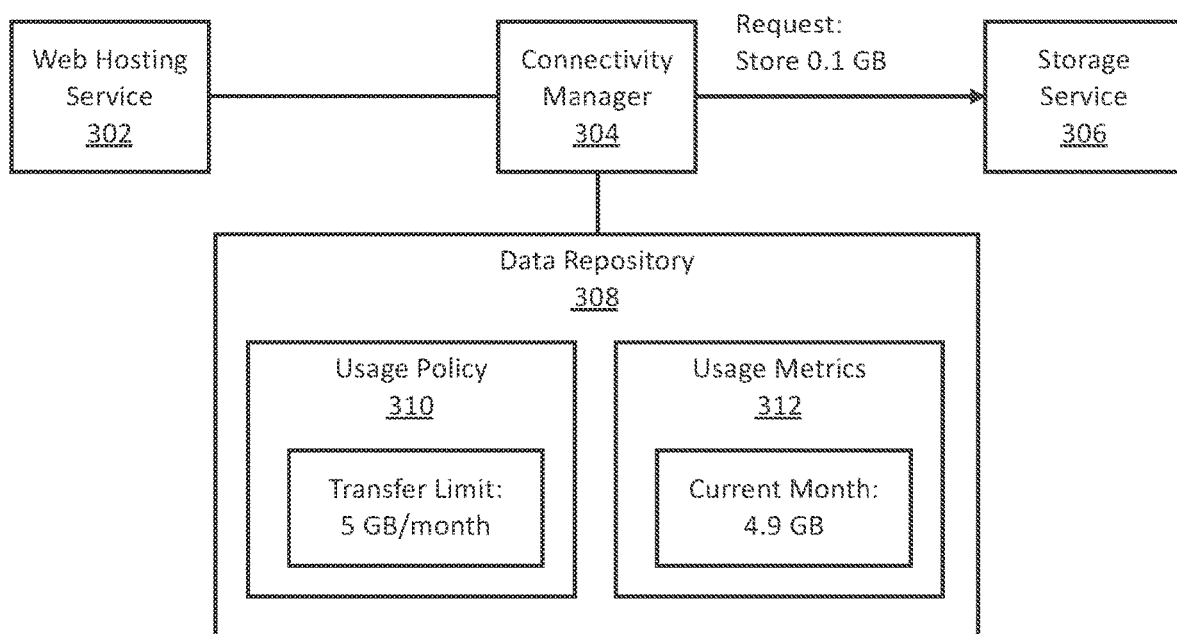 Web Hosting
Service
302
Connectivity
Manager
304
Request:
Store 0.1 GB
Storage
Service
306
Data Repository
308
Usage Policy
310
Transfer Limit:
5 GB/month
Usage Metrics
312
Current Month:
4.9 GB